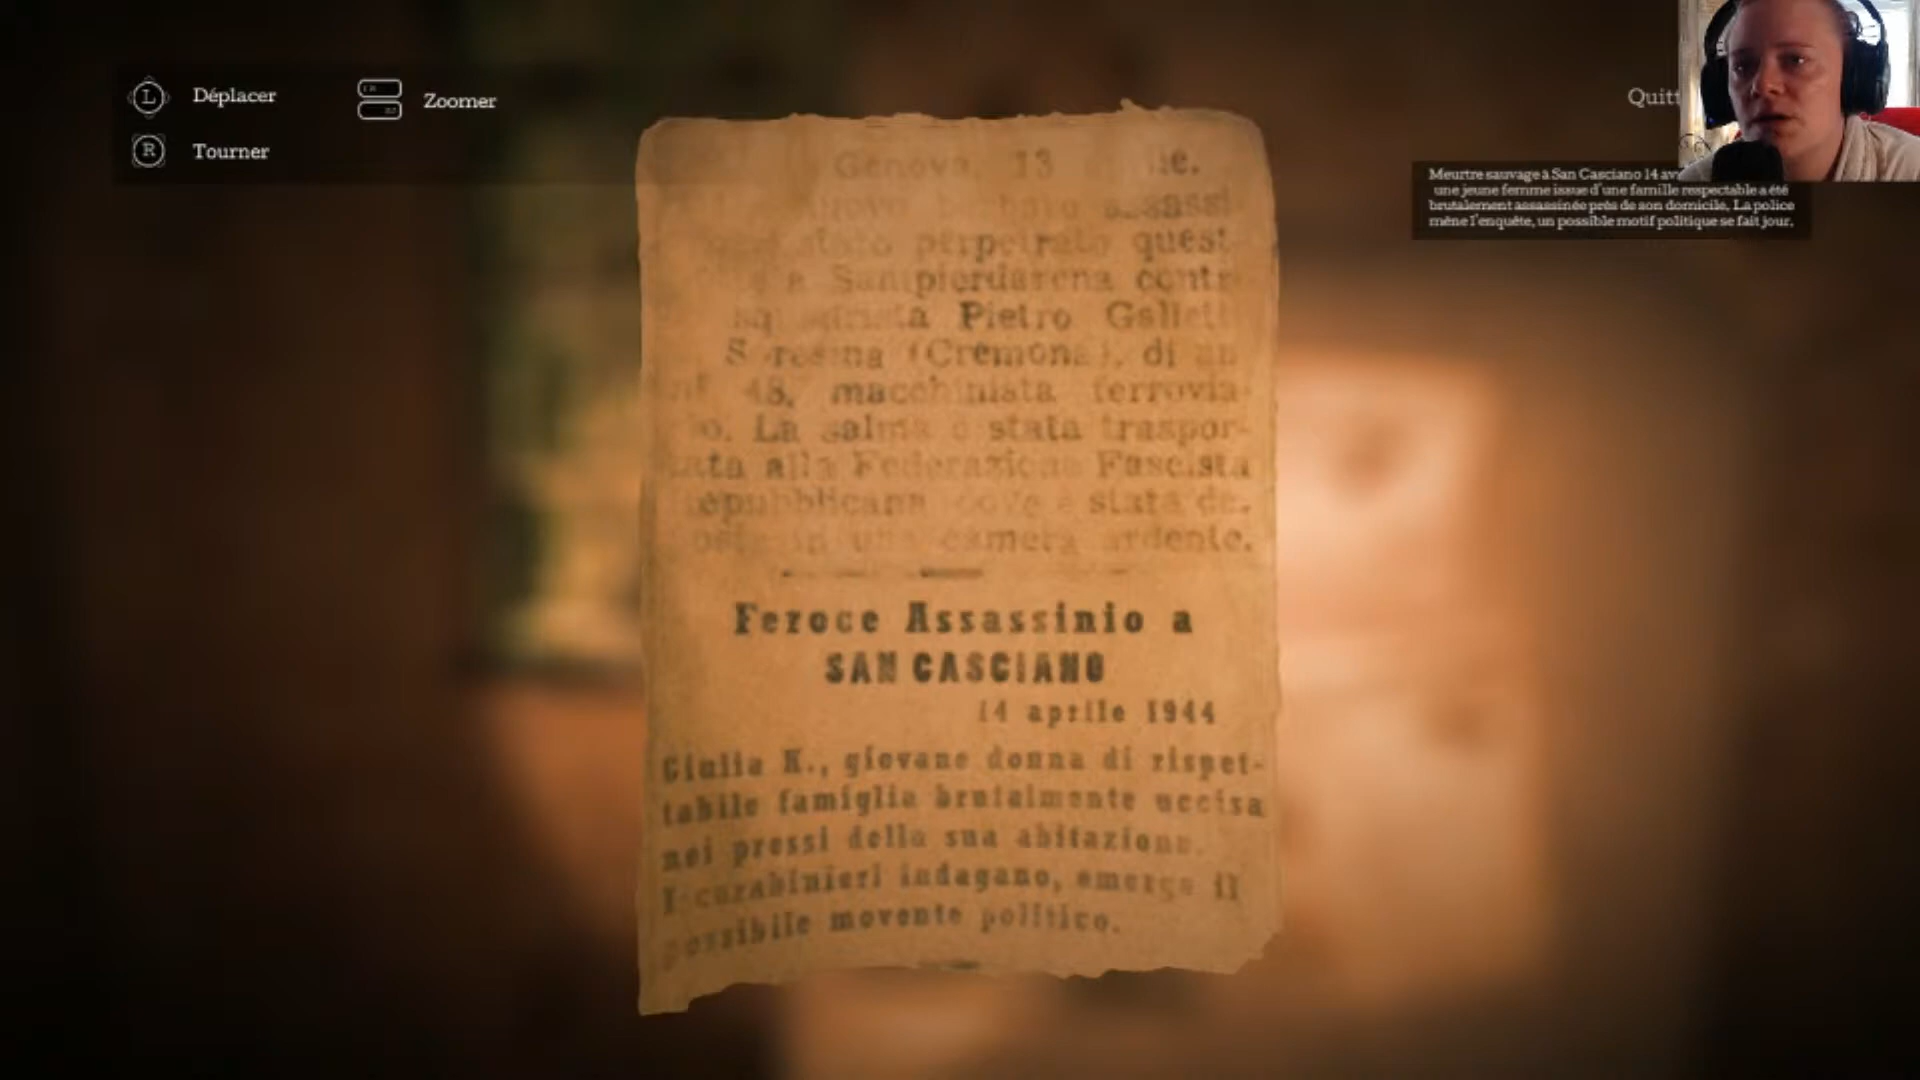 Déplacer
Zoomer
Tourner
Quitt
Meurtre sauvage à San Casciano 14
une jeune femme issue d'une famille respectable a été
brutalement assassinée près de son domicile. La police
mène l'enquête, un possible motif politique se fait jour.
Genova, 13
perpetrato quest
a Sampierdarena contr
Pietro
(Cremona), di
48, macchinista ferrovia-
La salma è stata traspor-
tata alla Federazione Fascista
repubblicana dove è stata de-
in una camera ardente.
Feroce Assassinio a
SAN CASCIANO
14 aprile 1944
Giulia K., giovane donna di rispet-
tabile famiglia brutalmente uccisa
nei pressi della sua abitazione.
I carabinieri indagano, emerge il
possibile movente politico.